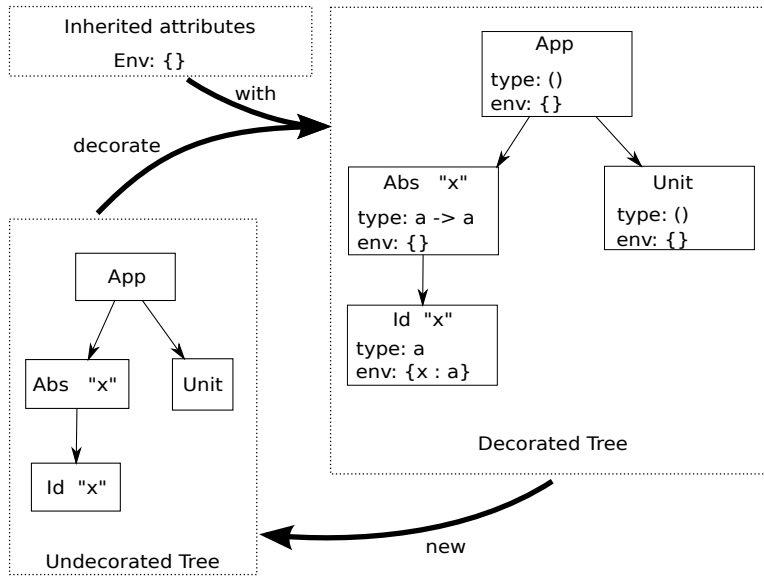 Inherited attributes
Env: {}
with
decorate
App
type: ()
env: {}
Abs "x"
type: a -> a
env: {}
Unit
type: ()
env: {}
Id "x"
type: a
env: {x : a}
Decorated Tree
App
Abs "x"
Unit
Id "x"
Undecorated Tree
new